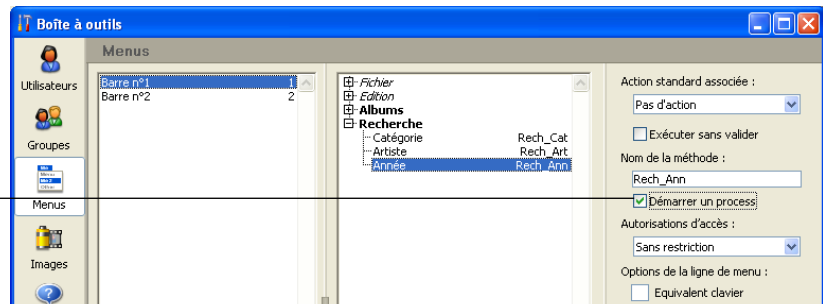 Boîte à outils
Menus
Utilisateurs
Groupes
Menus
Images
Barre n°1 1
Barre n°2 2
Fichier
Edition
Albums
Recherche
Catégorie Rech_Cat
Artiste Rech_Art
Année Rech_Ann
Action standard associée :
Pas d'action
Exécuter sans valider
Nom de la méthode :
Rech_Ann
Démarrer un process
Autorisations d'accès :
Sans restriction
Options de la ligne de menu :
Equivalent clavier